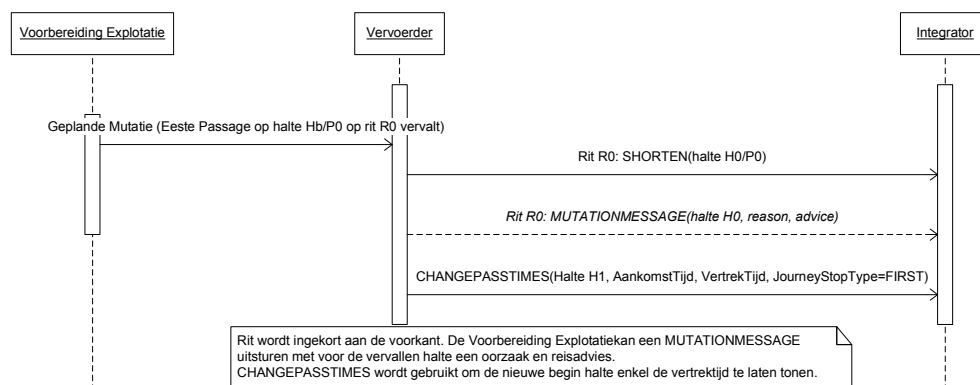 Voorbereiding Explotatie
Vervoerder
Integrator
Geplande Mutatie (Eeste Passage op halte Hb/P0 op rit R0 vervalt)
Rit R0: SHORTEN(halte H0/P0)
Rit R0: MUTATIONMESSAGE(halte H0, reason, advice)
CHANGEPASSTIMES(Halte H1, AankomstTijd, VertrekTijd, JourneyStopType=FIRST)
Rit wordt ingekort aan de voorkant. De Voorbereiding Explotatiekan een MUTATIONMESSAGE
uitsturen met voor de vervallen halte een oorzaak en reisadvies.
CHANGEPASSTIMES wordt gebruikt om de nieuwe begin halte enkel de vertrektijd te laten tonen.